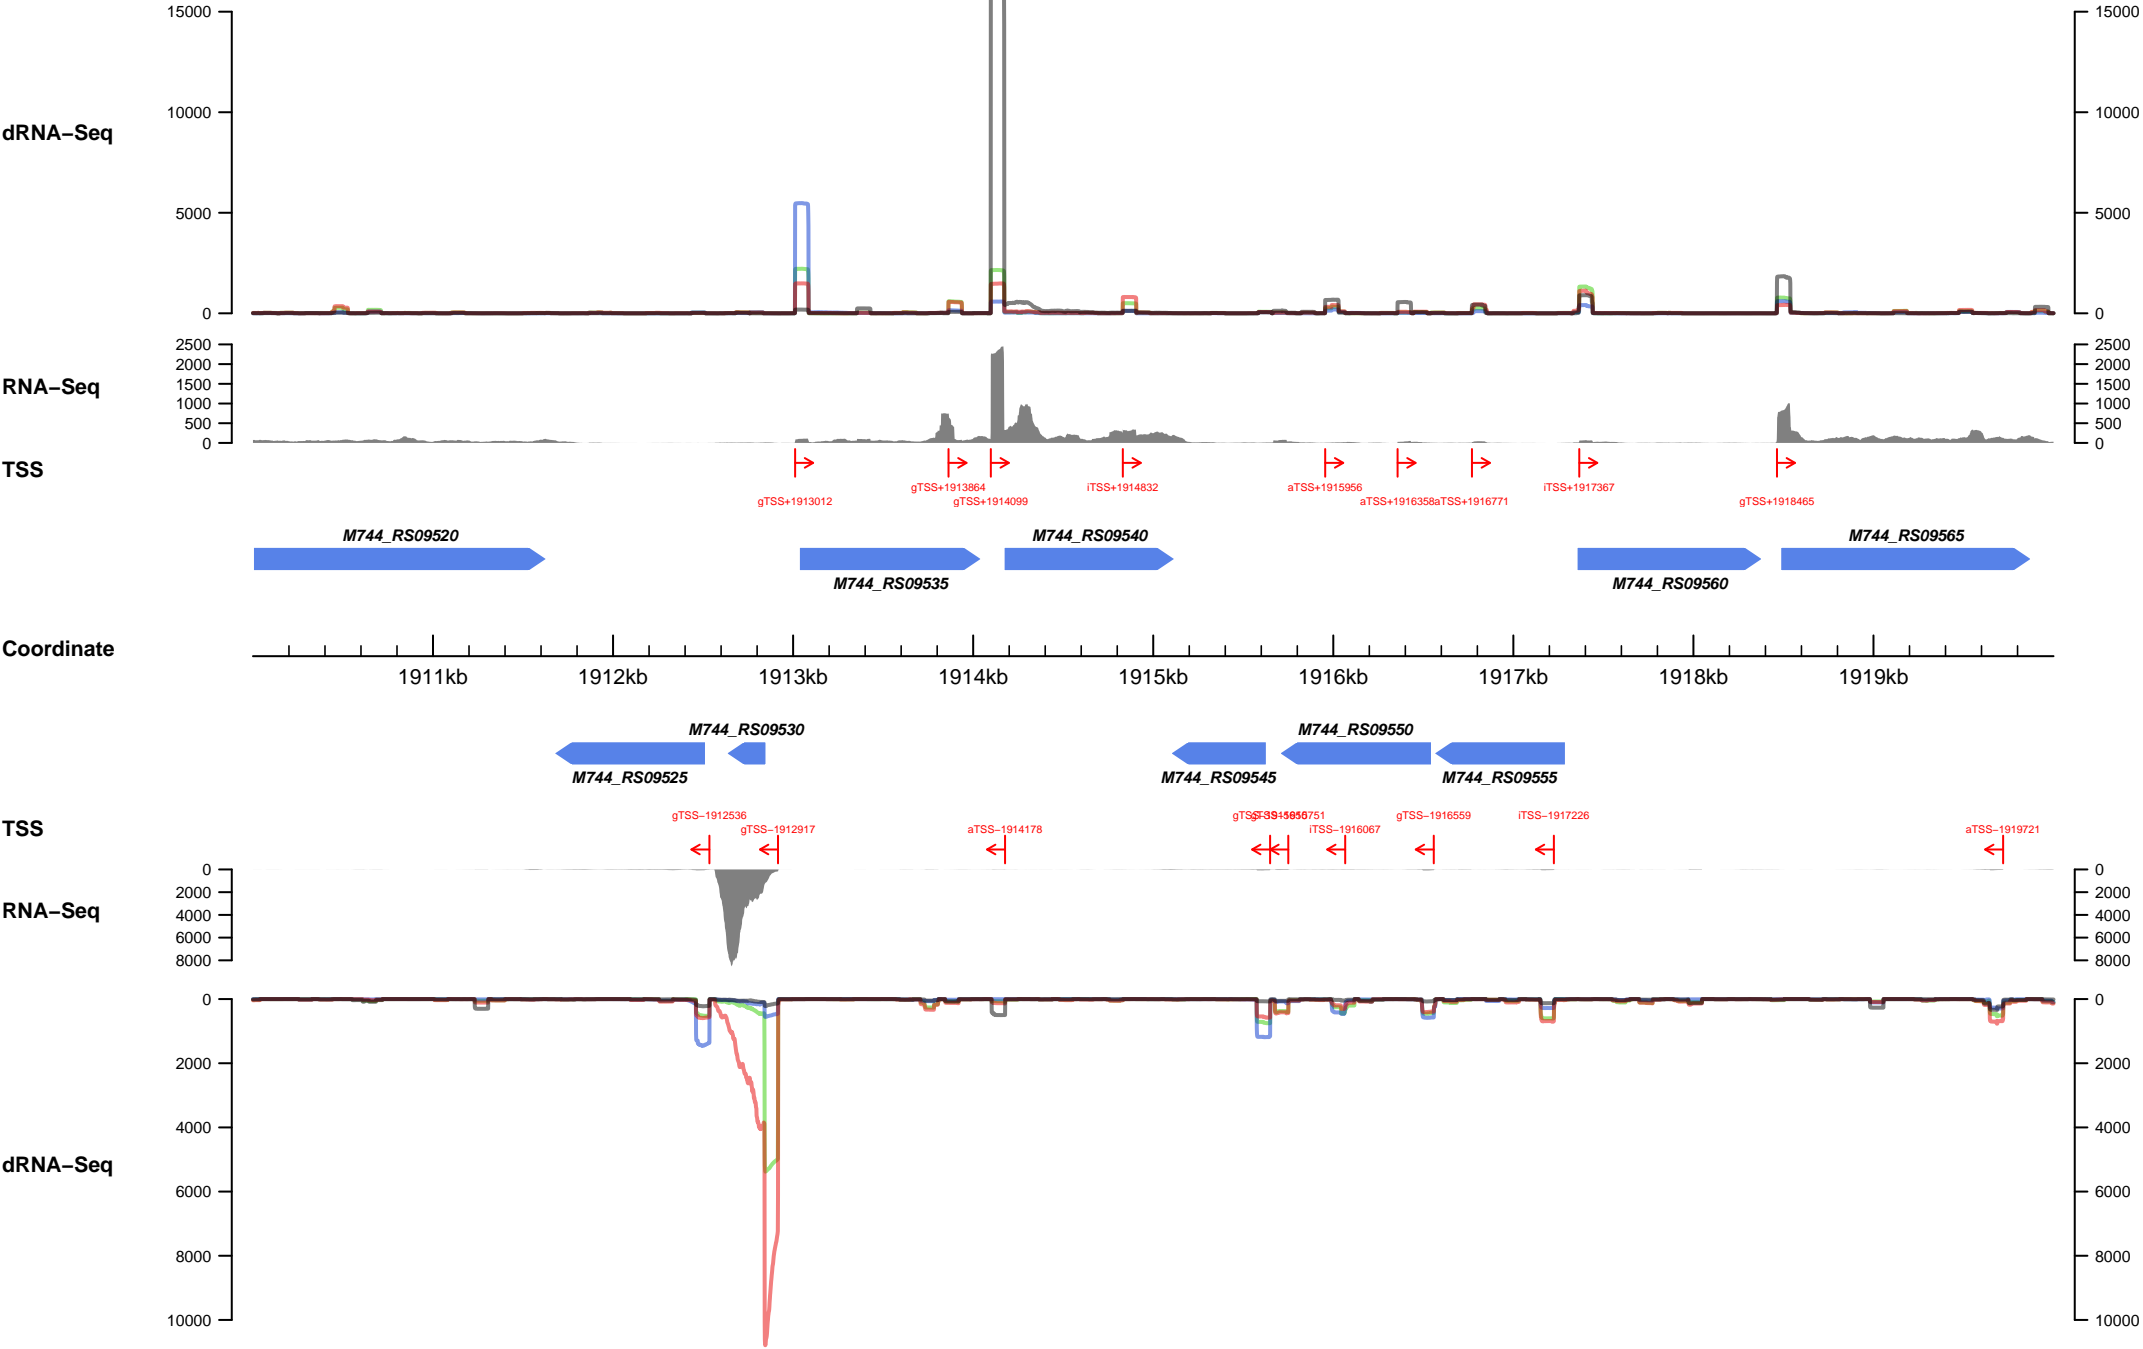 15000 15000
10000 10000
dRNA–Seq
5000 5000
0 0
2500 2500
2000 2000
RNA–Seq
1500 1500
1000 1000
500 500
0 0
TSS
gTSS+1913864 iTSS+1914832 aTSS+1915956 iTSS+1917367
gTSS+1913012 gTSS+1914099 aTSS+1916358 aTSS+1916771 gTSS+1918465
M744_RS09520 M744_RS09540 M744_RS09565
M744_RS09535 M744_RS09560
Coordinate
1911kb 1912kb 1913kb 1914kb 1915kb 1916kb 1917kb 1918kb 1919kb
M744_RS09530 M744_RS09550
M744_RS09525 M744_RS09545 M744_RS09555
TSS
gTSS–1912536 gTSS–1916559 iTSS–1917226
gTSS–1912917 aTSS–1914178 iTSS–1916067 aTSS–1919721
0 0
2000 2000
RNA–Seq
4000 4000
6000 6000
8000 8000
0 0
2000 2000
4000 4000
dRNA–Seq
6000 6000
8000 8000
10000 10000